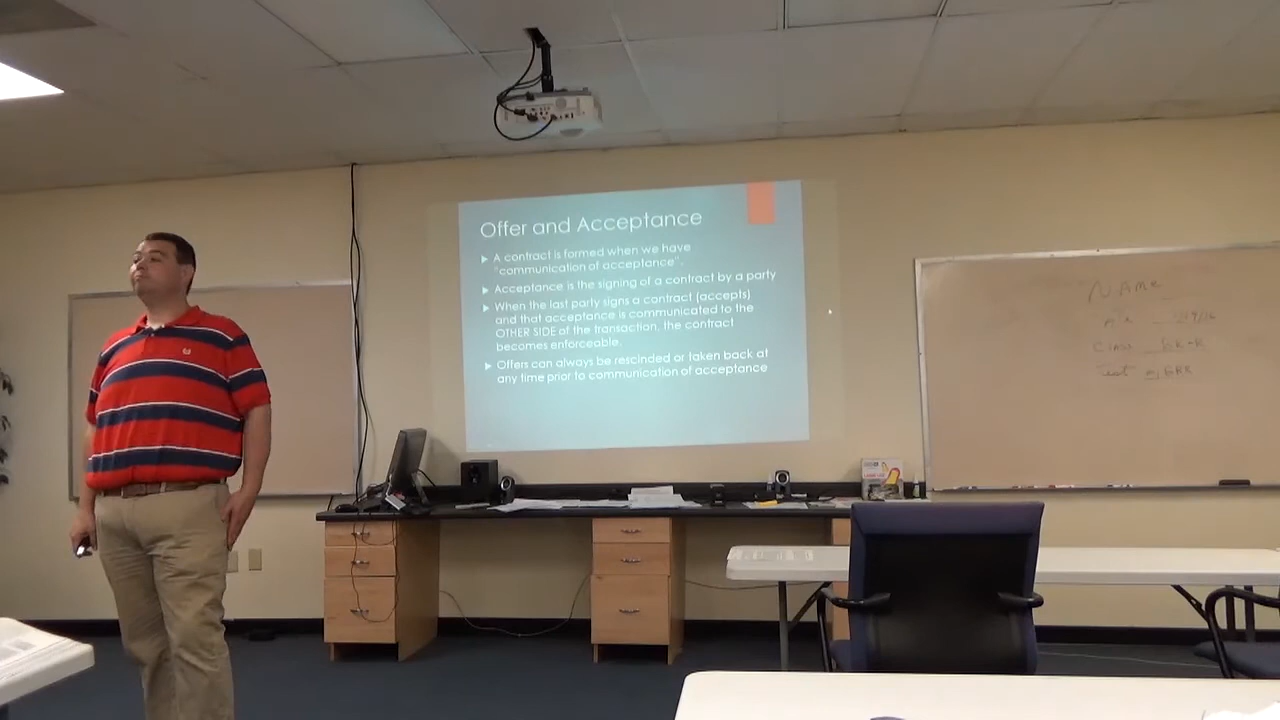 Offer and Acceptance
A contract is formed when we have
"communication of acceptance".
Acceptance is the signing of a contract by a party
When the last party signs a contract (accepts)
and that acceptance is communicated to the
OTHER SIDE of the transaction, the contract
becomes enforceable.
Offers can always be rescinded or taken back at
any time prior to communication of acceptance
NAME
Class
Test